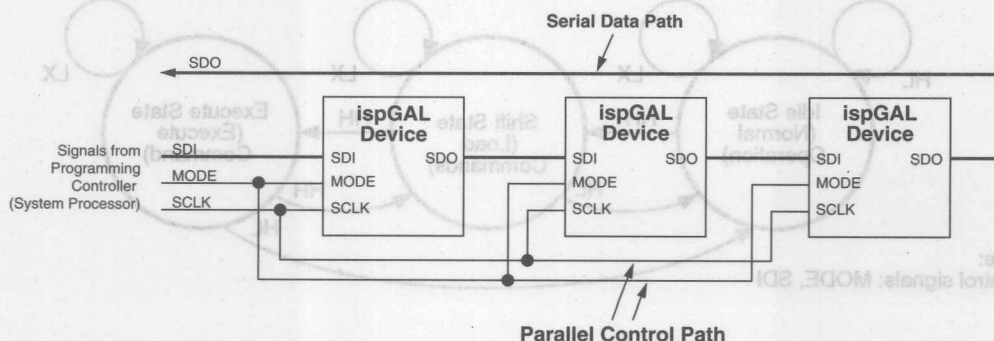 Serial Data Path
SDO
ispGAL
Device
ispGAL
Device
ispGAL
Device
Signals from
Programming
Controller
(System Processor)
SDI
MODE
SCLK
SDI
SDO
MODE
SCLK
SDI
SDO
MODE
SCLK
SDI
SDO
MODE
SCLK
Parallel Control Path